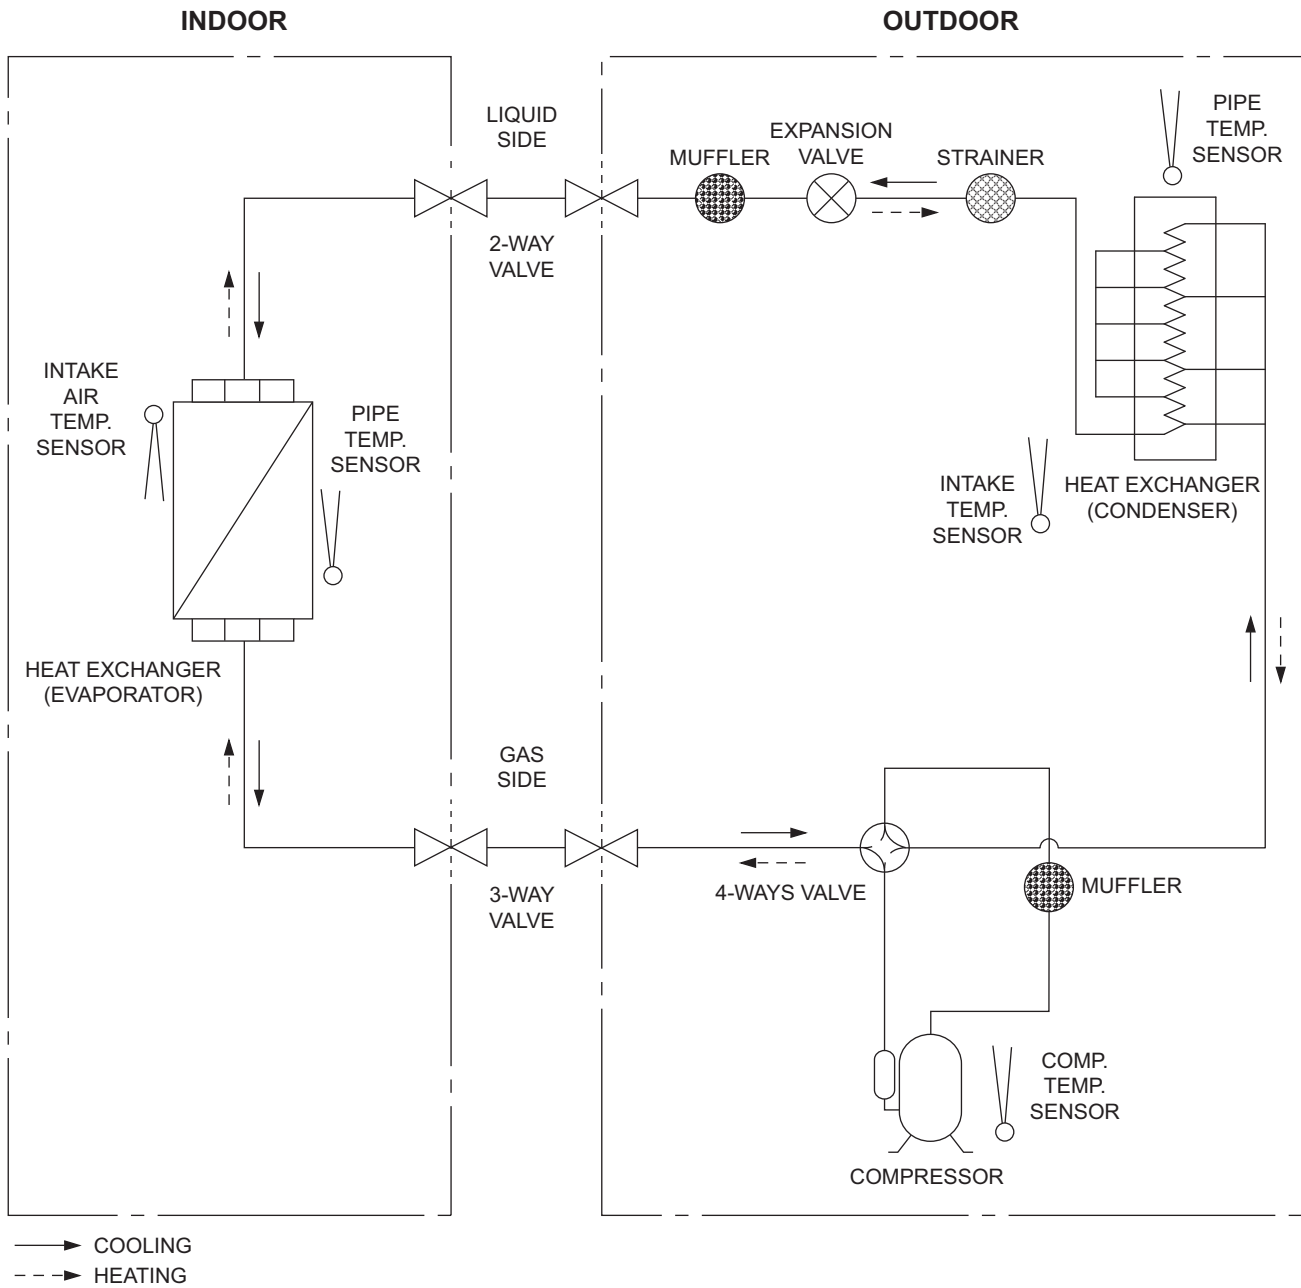 INDOOR
OUTDOOR
LIQUID
SIDE
MUFFLER
EXPANSION
VALVE
STRAINER
PIPE
TEMP.
SENSOR
2-WAY
VALVE
INTAKE
AIR
TEMP.
SENSOR
PIPE
TEMP.
SENSOR
INTAKE
TEMP.
SENSOR
HEAT EXCHANGER
(CONDENSER)
HEAT EXCHANGER
(EVAPORATOR)
GAS
SIDE
3-WAY
VALVE
4-WAYS VALVE
MUFFLER
COMP.
TEMP.
SENSOR
COMPRESSOR
COOLING
HEATING